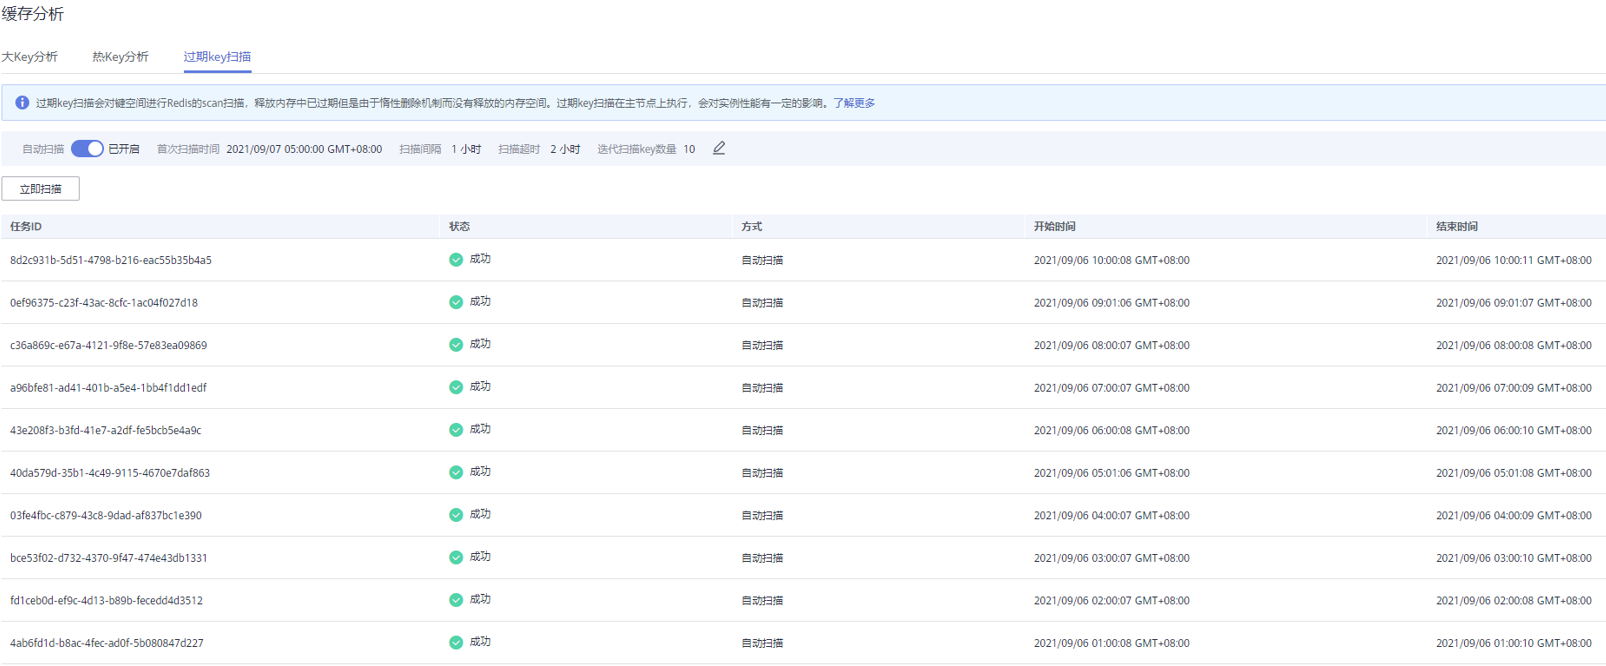 缓存分析
大Key分析 热Key分析 过期key扫描
过期key扫描会对键空间进行Redis的scan扫描，释放内存中已过期但是由于惰性删除机制而没有释放的内存空间。过期key扫描在主节点上执行，会对实例性能有一定的影响。了解更多
自动扫描 已开启 首次扫描时间 2021/09/07 05:00:00 GMT+08:00 扫描间隔 1 小时 扫描超时 2 小时 迭代扫描key数量 10
立即扫描
任务ID 状态 方式 开始时间 结束时间
8d2c931b-5d51-4798-b216-eac55b35b4a5 成功 自动扫描 2021/09/06 10:00:08 GMT+08:00 2021/09/06 10:00:11 GMT+08:00
0ef96375-c23f-43ac-8cfc-1ac04f027d18 成功 自动扫描 2021/09/06 09:01:06 GMT+08:00 2021/09/06 09:01:07 GMT+08:00
c36a869c-e67a-4121-9f8e-57e83ea09869 成功 自动扫描 2021/09/06 08:00:07 GMT+08:00 2021/09/06 08:00:08 GMT+08:00
a96bfe81-ad41-401b-a5e4-1bb4f1dd1edf 成功 自动扫描 2021/09/06 07:00:07 GMT+08:00 2021/09/06 07:00:09 GMT+08:00
43e208f3-b3fd-41e7-a2df-fe5bcb5e4a9c 成功 自动扫描 2021/09/06 06:00:08 GMT+08:00 2021/09/06 06:00:10 GMT+08:00
40da579d-35b1-4c49-9115-4670e7daf863 成功 自动扫描 2021/09/06 05:01:06 GMT+08:00 2021/09/06 05:01:08 GMT+08:00
03fe4fbc-c879-43c8-9dad-af837bc1e390 成功 自动扫描 2021/09/06 04:00:07 GMT+08:00 2021/09/06 04:00:09 GMT+08:00
bce53f02-d732-4370-9f47-474e43db1331 成功 自动扫描 2021/09/06 03:00:07 GMT+08:00 2021/09/06 03:00:10 GMT+08:00
fd1ceb0d-ef9c-4d13-b89b-fecedd4d3512 成功 自动扫描 2021/09/06 02:00:07 GMT+08:00 2021/09/06 02:00:08 GMT+08:00
4ab6fd1d-b8ac-4fec-ad0f-5b080847d227 成功 自动扫描 2021/09/06 01:00:08 GMT+08:00 2021/09/06 01:00:10 GMT+08:00